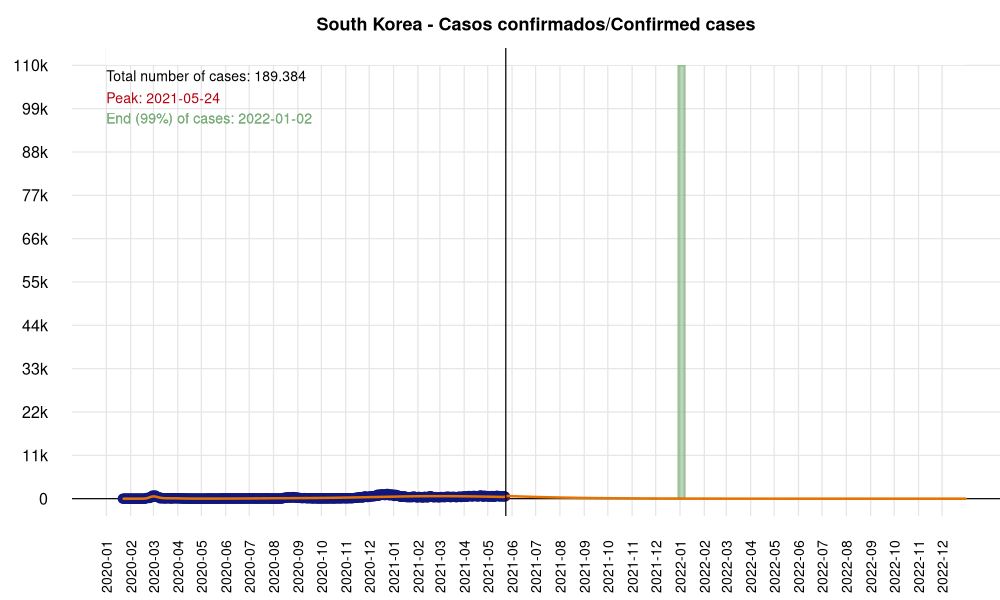 South Korea - Casos confirmados/Confirmed cases
Total number of cases: 189.384
Peak: 2021-05-24
End (99%) of cases: 2022-01-02
110k
99k
88k
77k
66k
55k
44k
33k
22k
11k
0
2020-01
2020-02
2020-03
2020-04
2020-05
2020-06
2020-07
2020-08
2020-09
2020-10
2020-11
2020-12
2021-01
2021-02
2021-03
2021-04
2021-05
2021-06
2021-07
2021-08
2021-09
2021-10
2021-11
2021-12
2022-01
2022-02
2022-03
2022-04
2022-05
2022-06
2022-07
2022-08
2022-09
2022-10
2022-11
2022-12